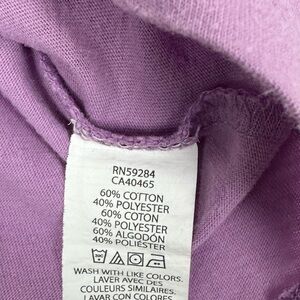 RN59284
CA40465
60% COTTON
40% POLYESTER
60% COTON
40% POLYESTER
60% ALGODÓN
40% POLIÉSTER
WASH WITH LIKE COLORS.
LAVER AVEC DES
COULEURS SIMILAIRES.
LAVAR CON COLORES